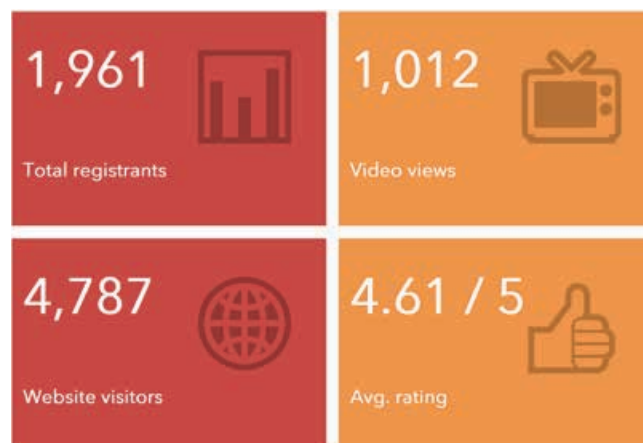 1,961
Total registrants
1,012
Video views
4,787
Website visitors
4.61 / 5
Avg. rating